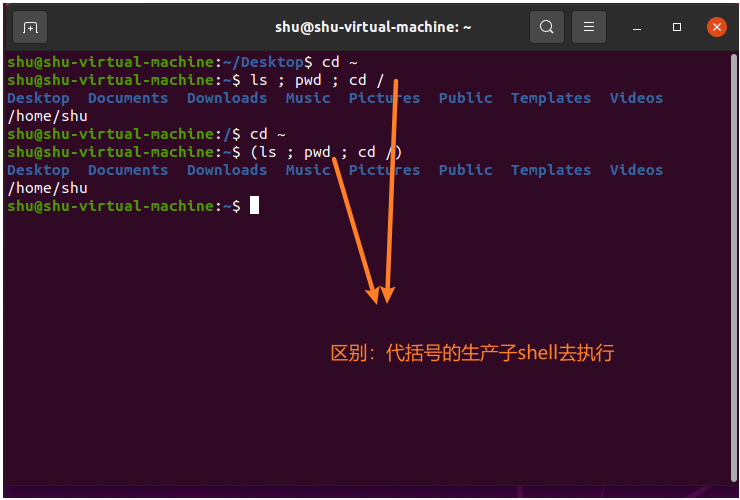 shu@shu-virtual-machine: ~
shu@shu-virtual-machine:~/Desktop$ cd ~
shu@shu-virtual-machine:~$ ls ; pwd ; cd /
Desktop  Documents  Downloads  Music  Pictures  Public  Templates  Videos
/home/shu
shu@shu-virtual-machine:/$ cd ~
shu@shu-virtual-machine:~$ (ls ; pwd ; cd /)
Desktop  Documents  Downloads  Music  Pictures  Public  Templates  Videos
/home/shu
shu@shu-virtual-machine:~$
区别：代括号的生产子shell去执行